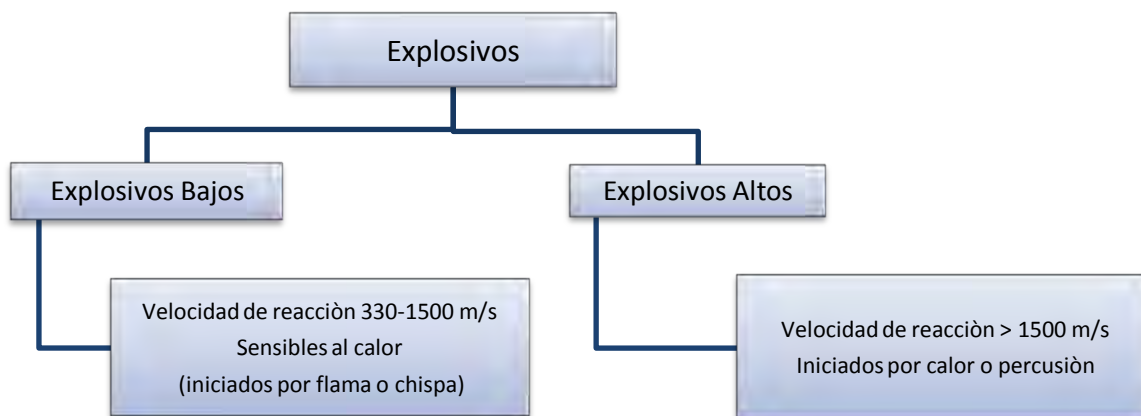 Explosivos
Explosivos Bajos
Velocidad de reacciòn 330-1500 m/s
Sensibles al calor
(iniciados por flama o chispa)
Explosivos Altos
Velocidad de reacciòn > 1500 m/s
Iniciados por calor o percusiòn